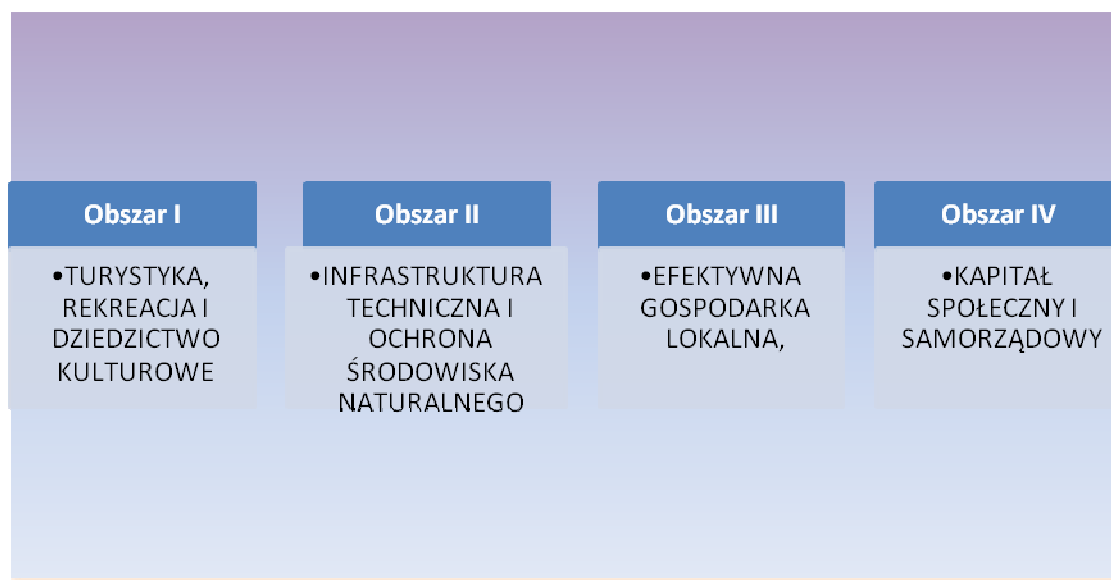 Obszar I
•TURYSTYKA,
REKREACJA I
DZIEDZICTWO
KULTUROWE
Obszar II
•INFRASTRUKTURA
TECHNICZNA I
OCHRONA
ŚRODOWISKA
NATURALNEGO
Obszar III
•EFEKTYWNA
GOSPODARKA
LOKALNA,
Obszar IV
•KAPITAŁ
SPOŁECZNY I
SAMORZĄDOWY